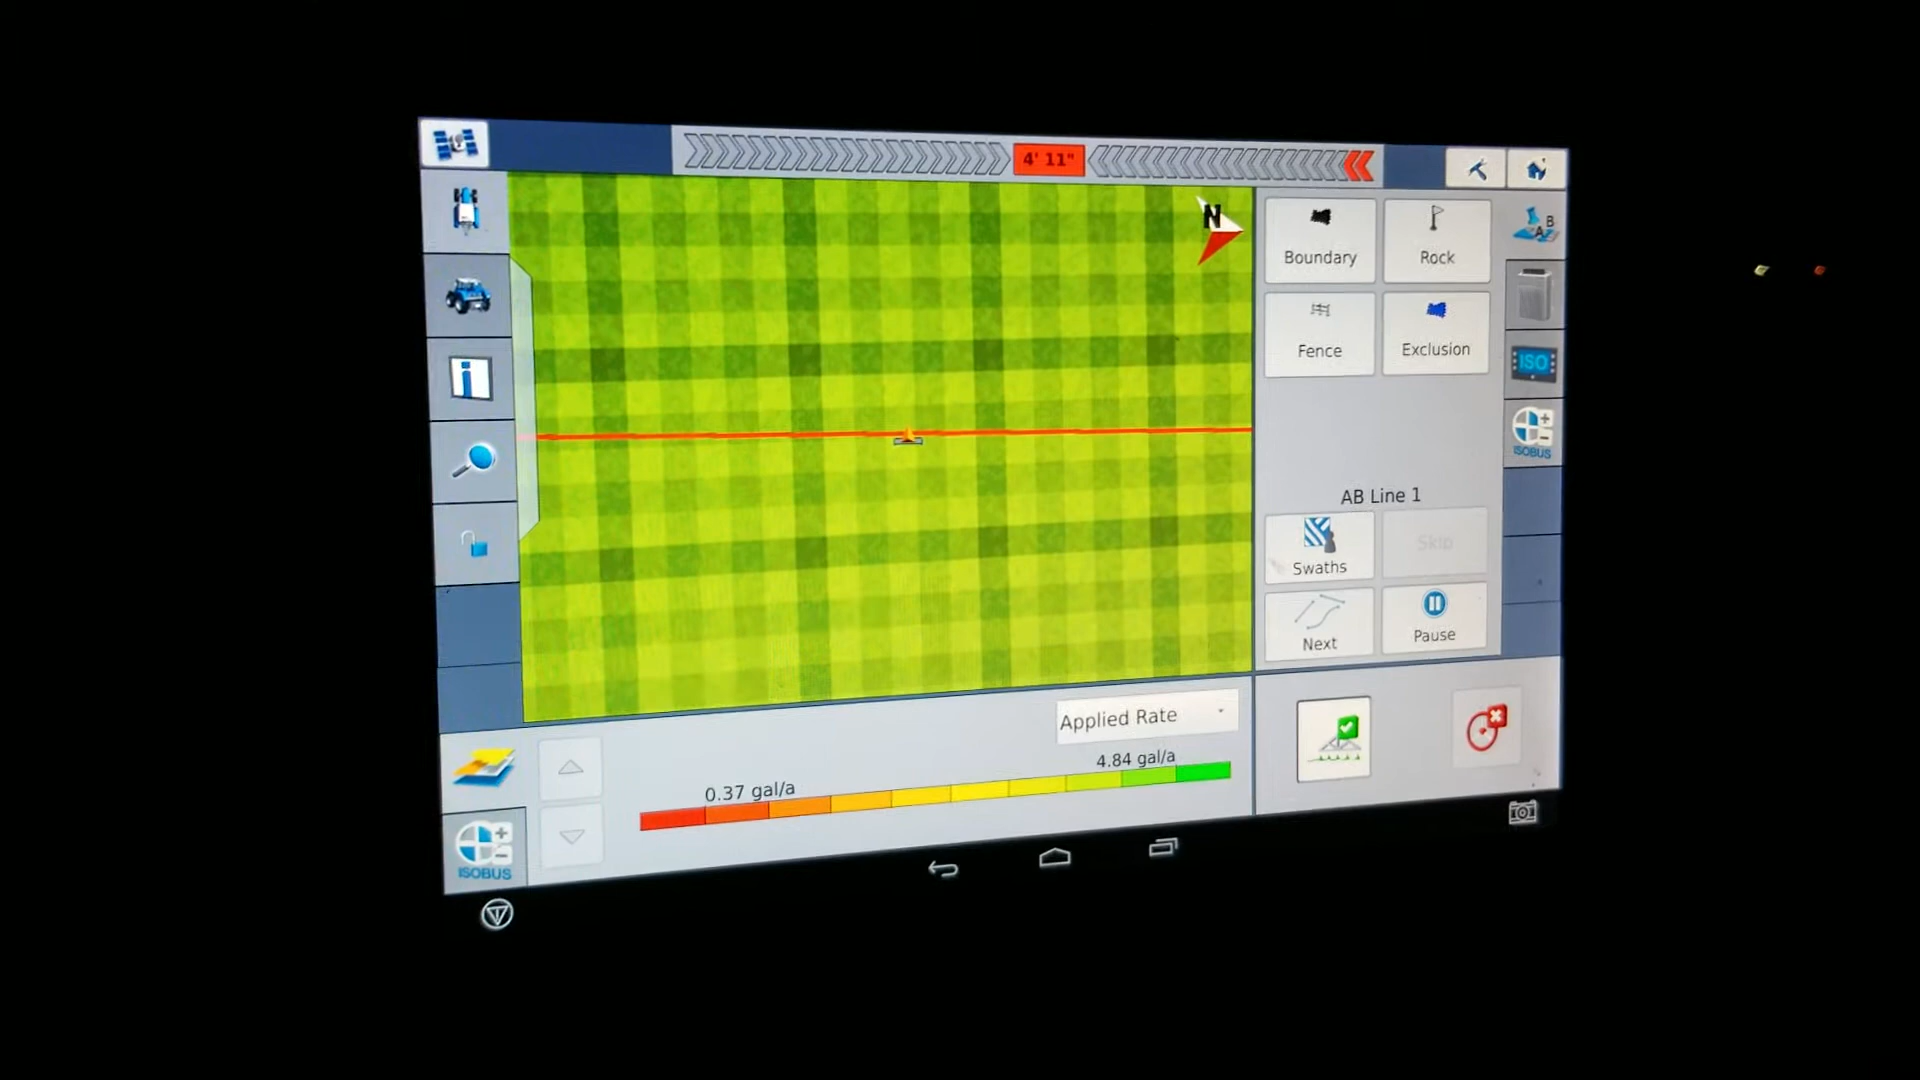 4' 11"
N
Boundary
Rock
B
A
Fence
Exclusion
ISO
ISOBUS
AB Line 1
Swaths
Skip
Next
Pause
Applied Rate
0.37 gal/a
4.84 gal/a
ISOBUS